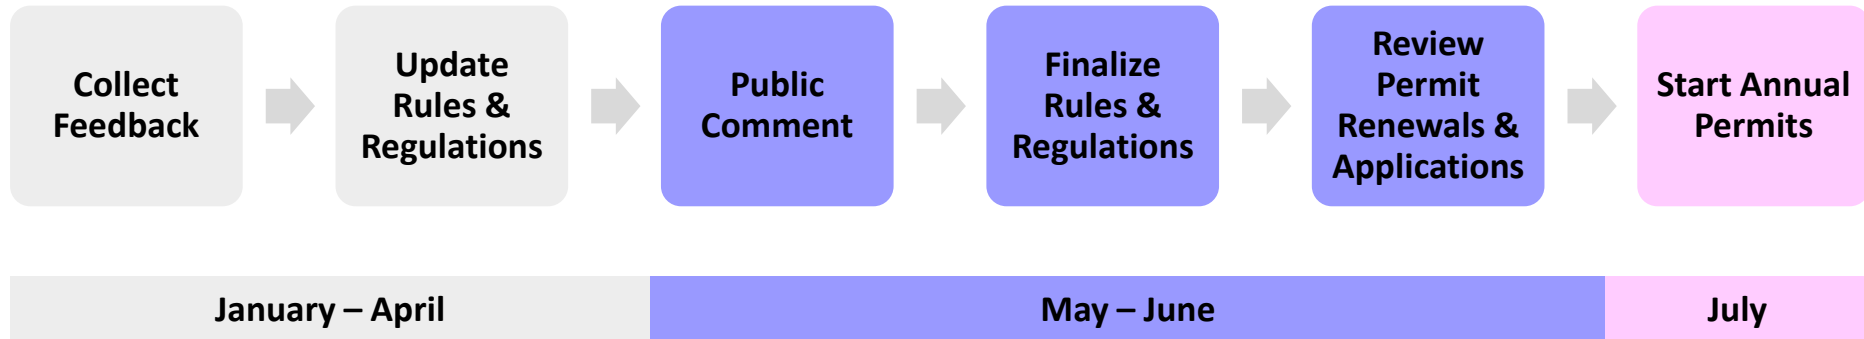 Collect
Feedback
Update
Rules &
Regulations
Public
Comment
Finalize
Rules &
Regulations
Review
Permit
Renewals &
Applications
Start Annual
Permits
January – April
May – June
July